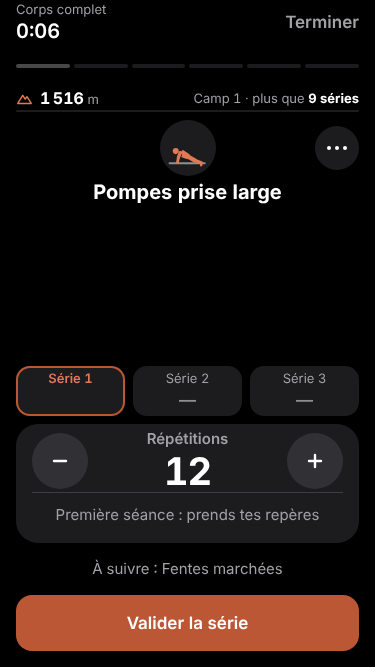 Corps complet
0:06
Terminer
1 516 m
Camp 1 · plus que 9 séries
Pompes prise large
Série 1
Série 2
—
Série 3
—
Répétitions
12
Première séance : prends tes repères
À suivre : Fentes marchées
Valider la série